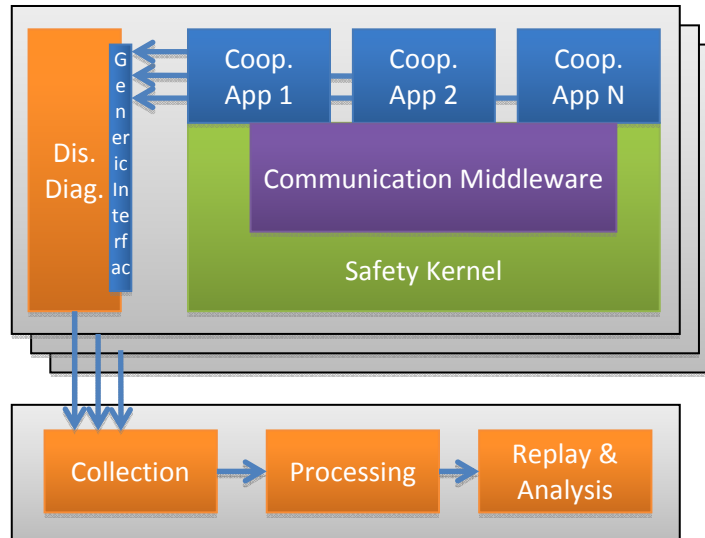 Dis.
Diag.
G
e
n
er
ic
In
te
rf
ac
Coop.
App 1
Coop.
App 2
Coop.
App N
Communication Middleware
Safety Kernel
Collection
Processing
Replay &
Analysis